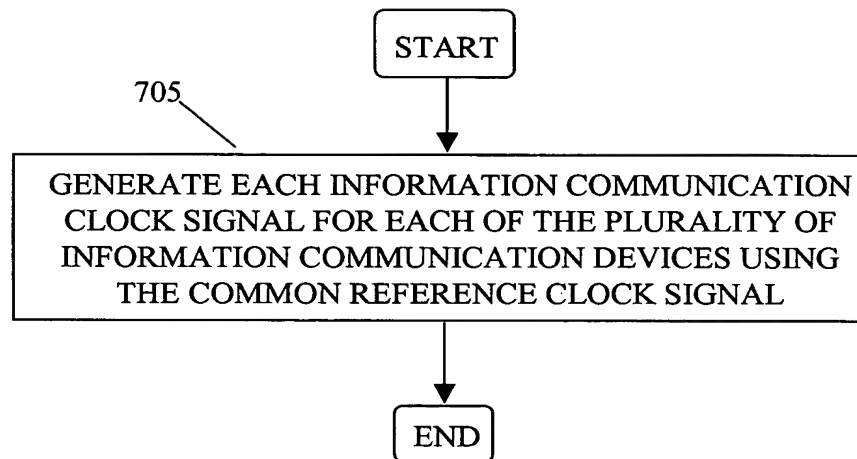 START
705
GENERATE EACH INFORMATION COMMUNICATION
CLOCK SIGNAL FOR EACH OF THE PLURALITY OF
INFORMATION COMMUNICATION DEVICES USING
THE COMMON REFERENCE CLOCK SIGNAL
END